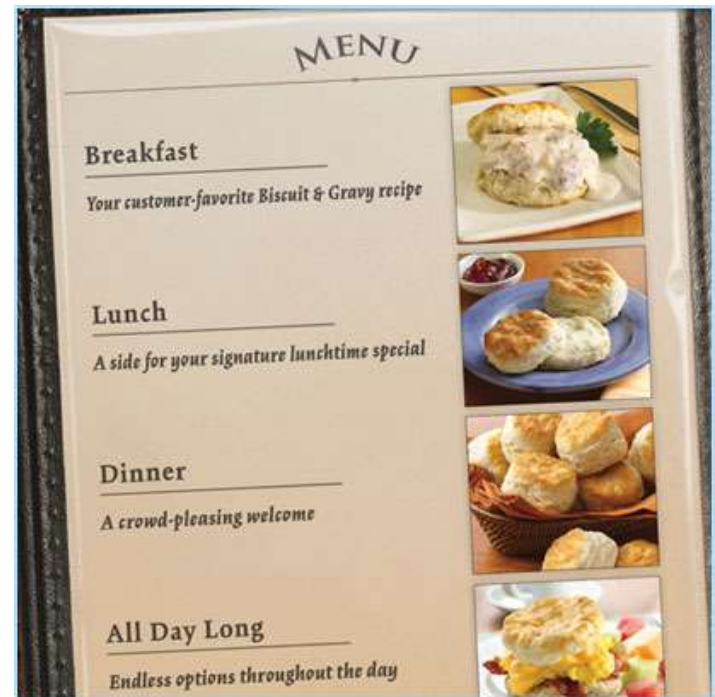 MENU
Breakfast
Your customer-favorite Biscuit & Gravy recipe
Lunch
A side for your signature lunchtime special
Dinner
A crowd-pleasing welcome
All Day Long
Endless options throughout the day